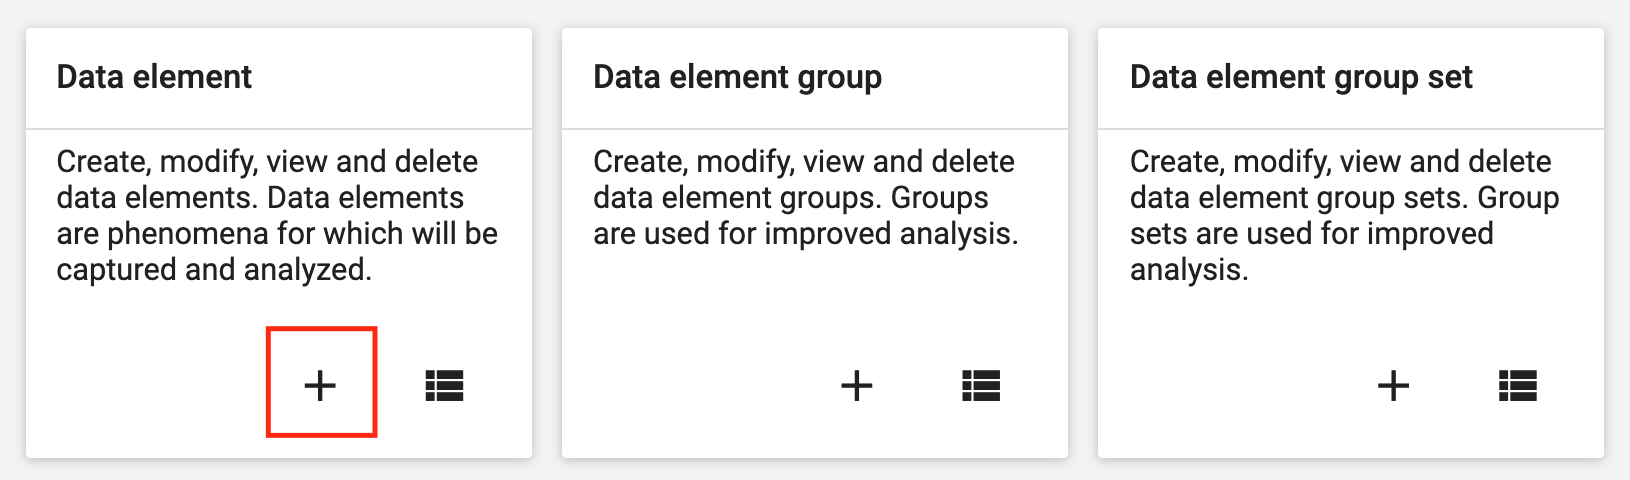 Data element
Create, modify, view and delete
data elements. Data elements
are phenomena for which will be
captured and analyzed.
Data element group
Create, modify, view and delete
data element groups. Groups
are used for improved analysis.
Data element group set
Create, modify, view and delete
data element group sets. Group
sets are used for improved
analysis.